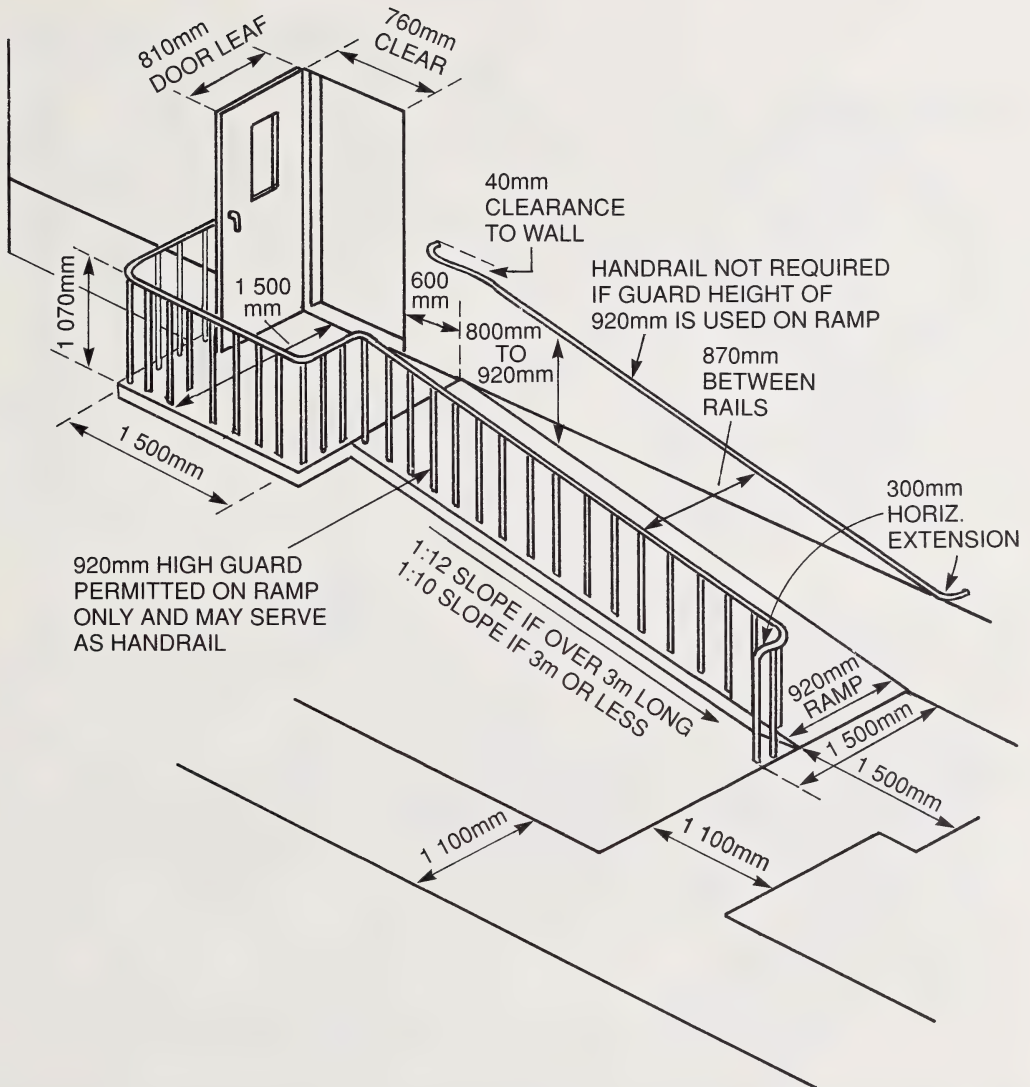 810mm
DOOR LEAF
760mm
CLEAR
40mm
CLEARANCE
TO WALL
HANDRAIL NOT REQUIRED
IF GUARD HEIGHT OF
920mm IS USED ON RAMP
1 070mm
1 500
mm
600
mm
800mm
TO
920mm
870mm
BETWEEN
RAILS
1 500mm
300mm
HORIZ.
EXTENSION
920mm HIGH GUARD
PERMITTED ON RAMP
ONLY AND MAY SERVE
AS HANDRAIL
1:12 SLOPE IF OVER 3m LONG
1:10 SLOPE IF 3m OR LESS
920mm
RAMP
1 500mm
1 500mm
1 100mm
1 100mm